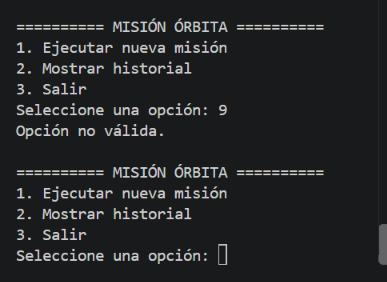 ========== MISIÓN ÓRBITA ==========
1. Ejecutar nueva misión
2. Mostrar historial
3. Salir
Seleccione una opción: 9
Opción no válida.
========== MISIÓN ÓRBITA ==========
1. Ejecutar nueva misión
2. Mostrar historial
3. Salir
Seleccione una opción: